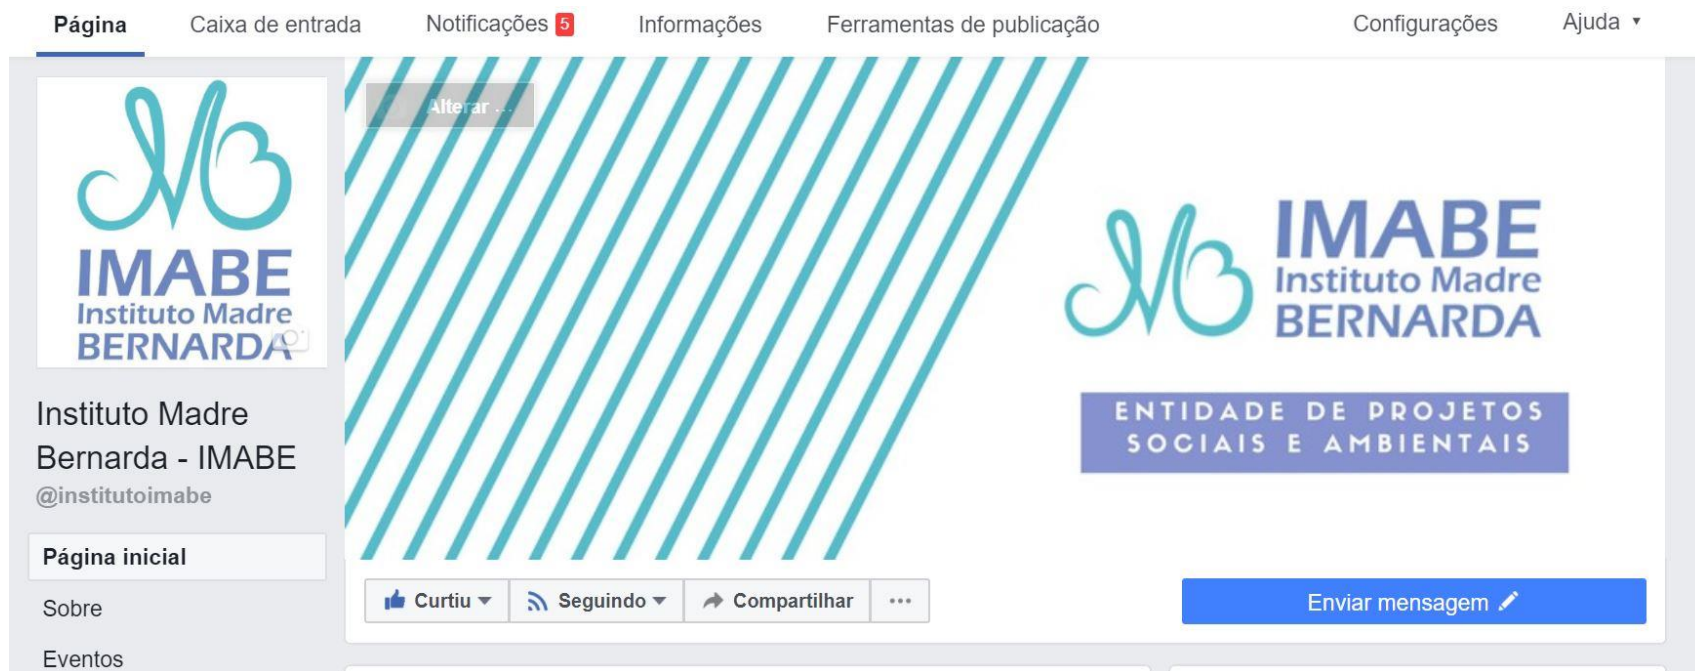 Página
Caixa de entrada
Notificações 5
Informações
Ferramentas de publicação
Configurações
Ajuda
IMABE
Instituto Madre
BERNARDA
Instituto Madre
Bernarda - IMABE
@institutoimabe
Página inicial
Sobre
Eventos
Alterar ...
IMABE
Instituto Madre
BERNARDA
ENTIDADE DE PROJETOS
SOCIAIS E AMBIENTAIS
Curtiu
Seguindo
Compartilhar
...
Enviar mensagem